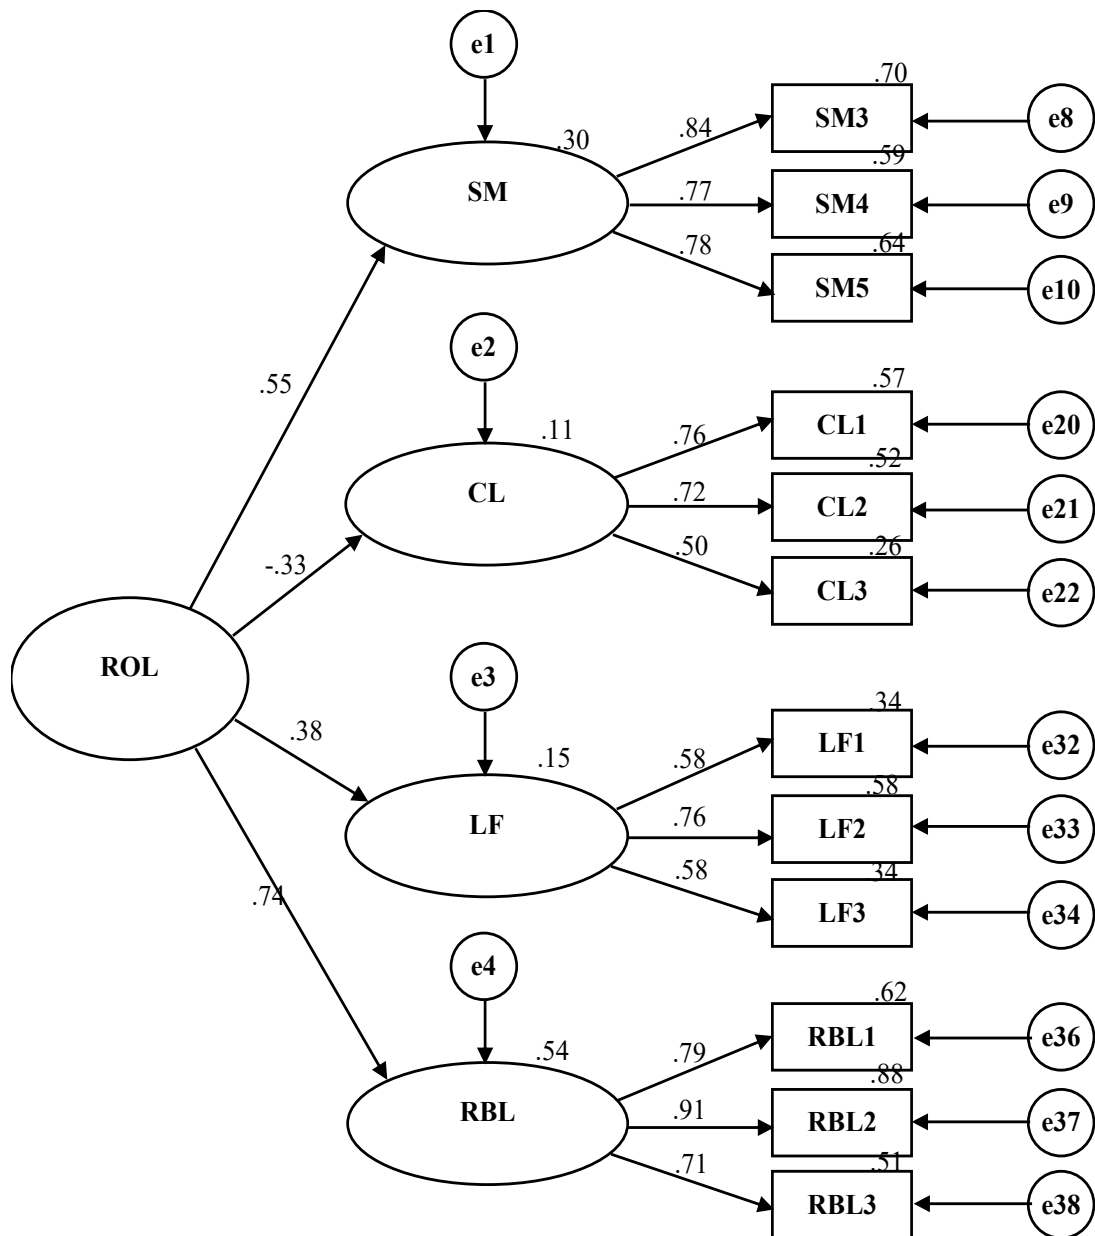 e1
.70
SM3
e8
.84
.30
.59
SM
.77
SM4
e9
.78
.64
SM5
e10
e2
.55
.57
CL1
e20
.76
.11
.52
CL
.72
CL2
e21
.50
.26
-.33
CL3
e22
ROL
e3
.34
LF1
e32
.38
.58
.15
.58
LF
.76
LF2
e33
.58
.34
LF3
e34
.74
e4
.62
RBL1
e36
.79
.54
.88
RBL
.91
RBL2
e37
.71
.51
RBL3
e38